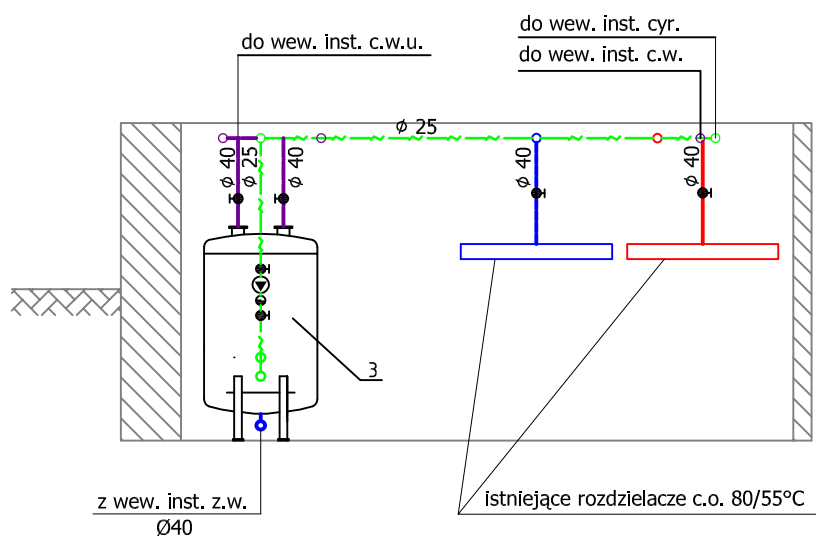 do wew. inst. cyr.
do wew. inst. c.w.u.
do wew. inst. c.w.
ϕ 25
ϕ 40
ϕ 25
ϕ 40
ϕ 40
ϕ 40
3
z wew. inst. z.w.
Ø40
istniejące rozdzielacze c.o. 80/55°C